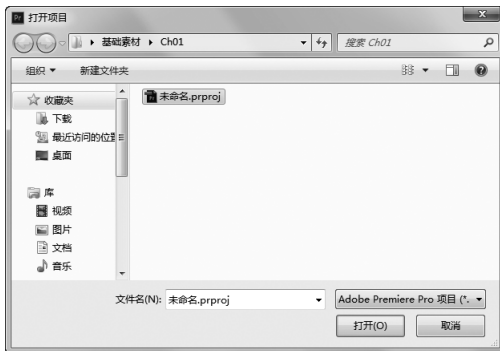 Pr 打开项目
基础素材 ▸ Ch01
搜索 Ch01
组织 新建文件夹
收藏夹
下载
最近访问的位置
桌面
库
视频
图片
文档
音乐
未命名.prproj
文件名(N): 未命名.prproj
Adobe Premiere Pro 项目 (*.
打开(O) 取消